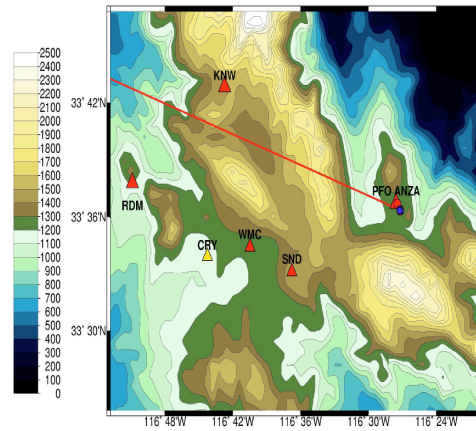 2500
2400
2300
2200
2100
2000
1900
1800
1700
1600
1500
1400
1300
1200
1100
1000
900
800
700
600
500
400
300
200
100
0
33˚ 42'
33˚ 36'
33˚ 30'
KNW
PFO ANZA
RDM
CRY
WMC
SND
116˚ 48'W
116˚ 42'W
116˚ 36'W
116˚ 30'W
116˚ 24'W